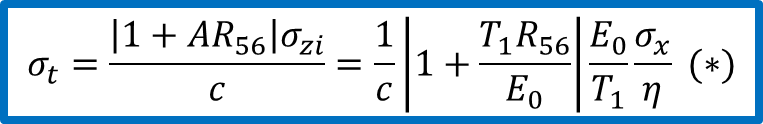 σ_t = |1 + AR_56|σ_zi / c = 1/c |1 + T_1R_56 / E_0| E_0/T_1 σ_x/η (∗)